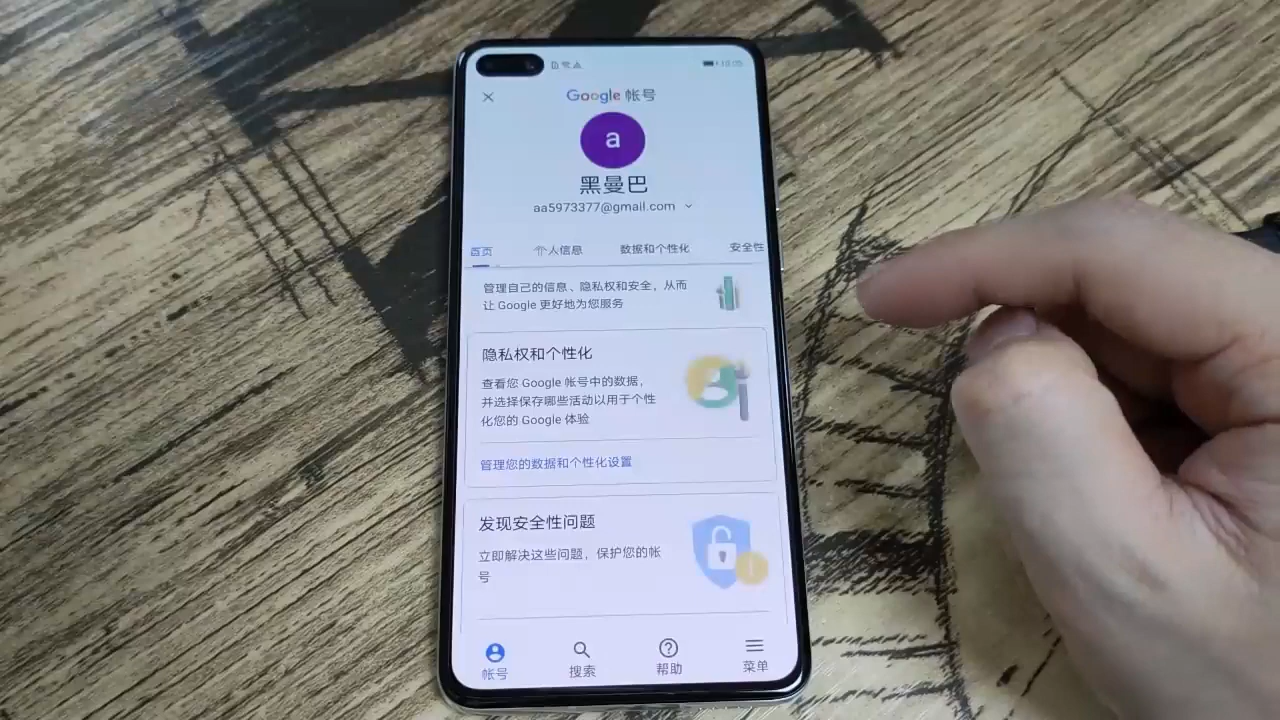 Google 帐号
a
黑曼巴
aa5973377@gmail.com
首页 个人信息 数据和个性化 安全性
管理自己的信息、隐私权和安全，从而
让 Google 更好地为您服务
隐私权和个性化
查看您 Google 帐号中的数据，
并选择保存哪些活动以用于个性
化您的 Google 体验
管理您的数据和个性化设置
发现安全性问题
立即解决这些问题，保护您的帐
号
帐号 搜索 帮助 菜单